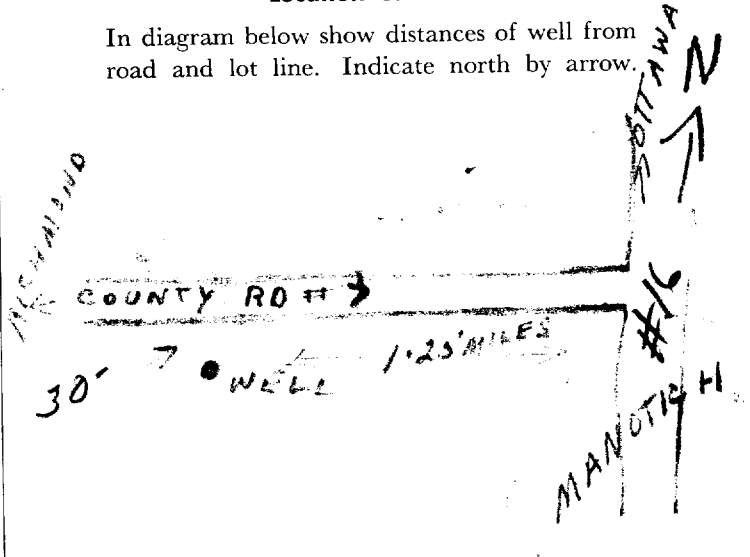 In diagram below show distances of well from
road and lot line. Indicate north by arrow.
OTTAWA
N
RICHMOND
COUNTY RD #
#16
1.25 MILES
30'
WELL
MANOTICK